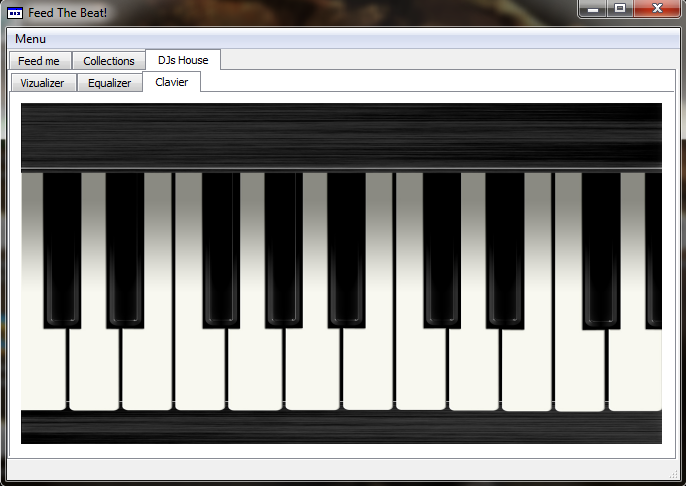 Feed The Beat!
Menu
Feed me Collections DJs House
Vizualizer Equalizer Clavier